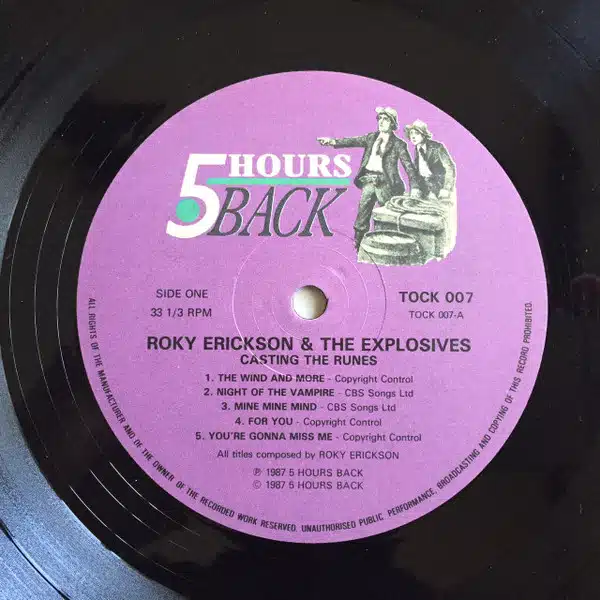 5 HOURS
BACK
SIDE ONE
33 1/3 RPM
TOCK 007
TOCK 007-A
ROKY ERICKSON & THE EXPLOSIVES
CASTING THE RUNES
1. THE WIND AND MORE - Copyright Control
2. NIGHT OF THE VAMPIRE - CBS Songs Ltd
3. MINE MINE MIND - CBS Songs Ltd
4. FOR YOU - Copyright Control
5. YOU'RE GONNA MISS ME - Copyright Control
All titles composed by ROKY ERICKSON
℗ 1987 5 HOURS BACK
© 1987 5 HOURS BACK
ALL RIGHTS OF THE MANUFACTURER AND OF THE OWNER OF THE RECORDED WORK RESERVED. UNAUTHORISED PUBLIC PERFORMANCE, BROADCASTING AND COPYING OF THIS RECORD PROHIBITED.